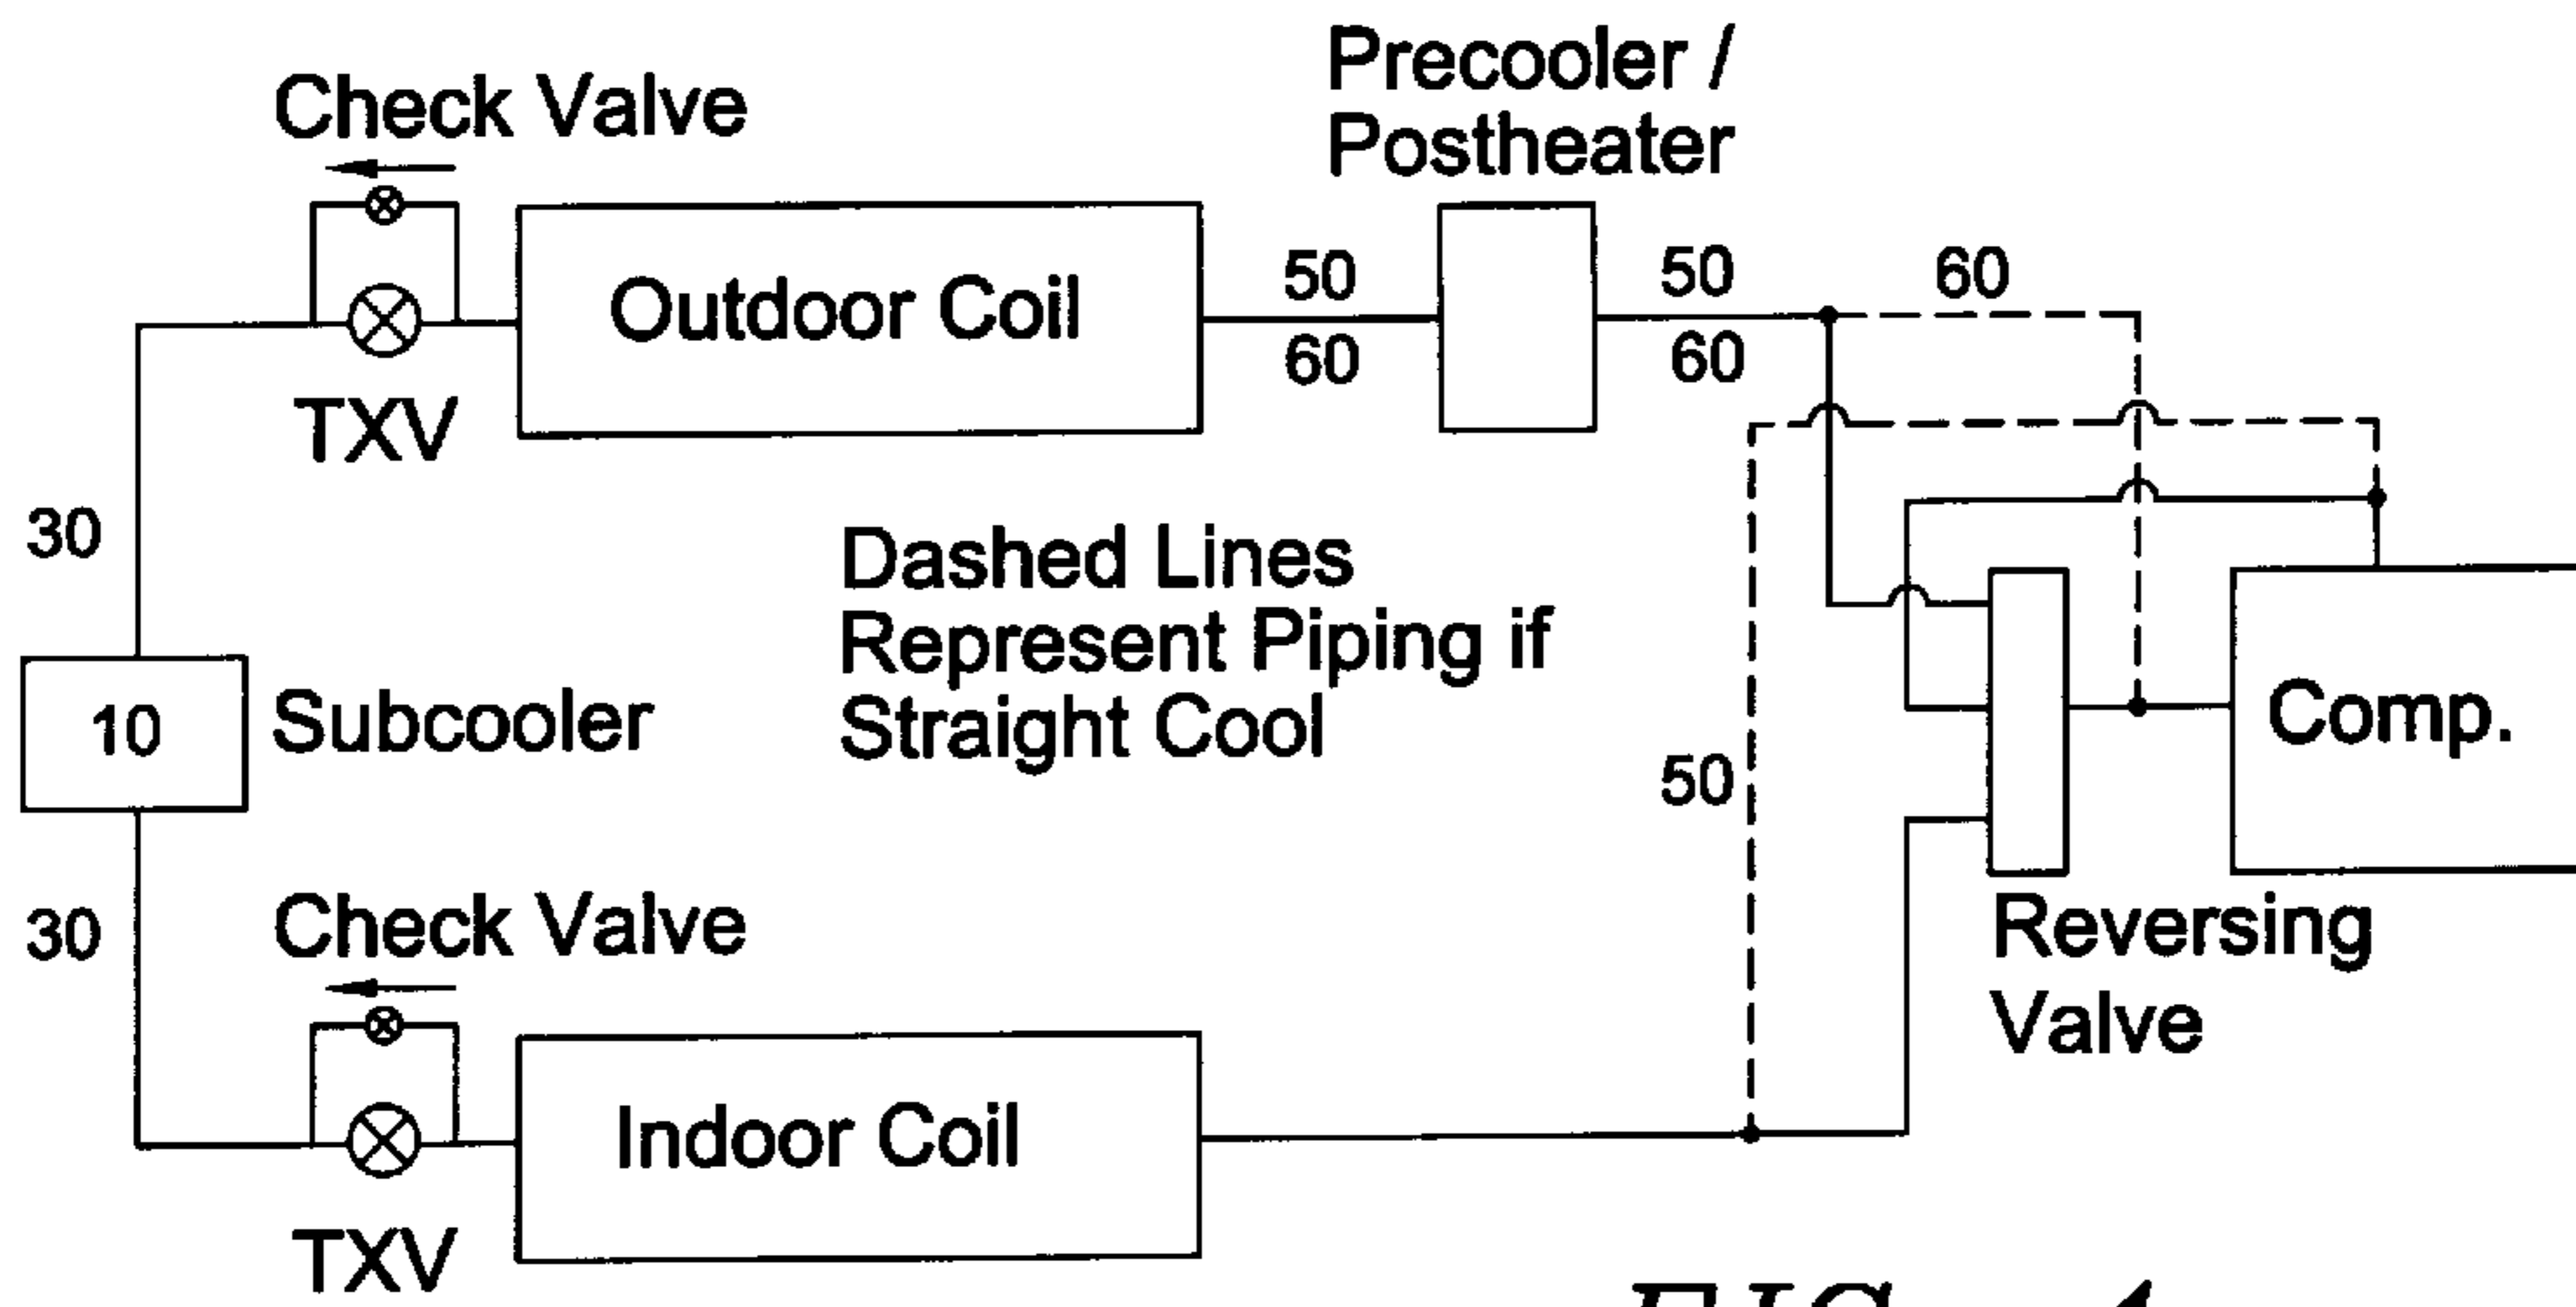 Precooler /
Postheater
Check Valve
Outdoor Coil
50
60
50
60
60
TXV
30
Dashed Lines
Represent Piping if
Straight Cool
10
Subcooler
Comp.
50
30
Check Valve
Reversing
Valve
Indoor Coil
TXV